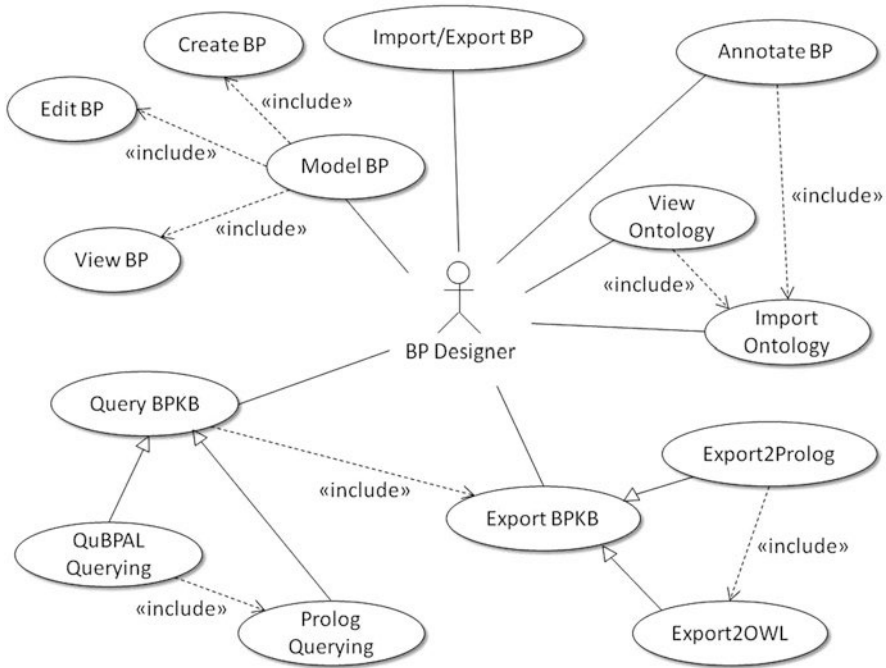 Create BP
Import/Export BP
Annotate BP
«include»
Edit BP
«include»
Model BP
«include»
View
Ontology
«include»
View BP
«include»
Import
Ontology
BP Designer
Query BPKB
Export2Prolog
«include»
Export BPKB
QuBPAL
Querying
«include»
«include»
Prolog
Querying
Export2OWL